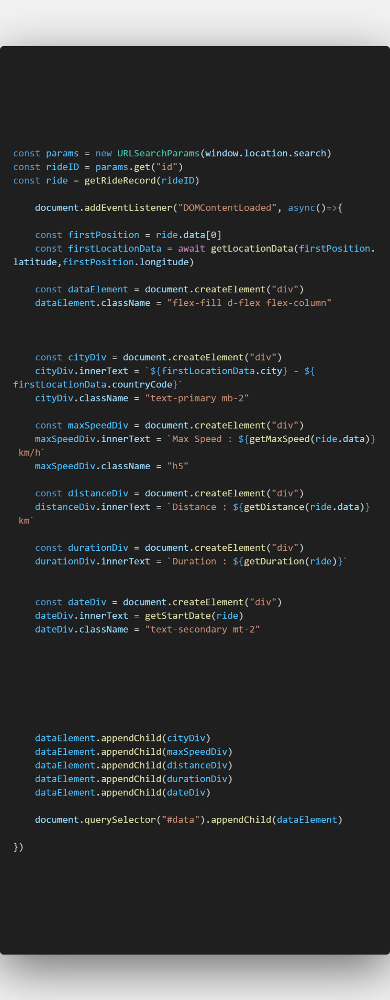 const params = new URLSearchParams(window.location.search)
const rideID = params.get("id")
const ride = getRideRecord(rideID)
document.addEventListener("DOMContentLoaded", async()=>{
const firstPosition = ride.data[0]
const firstLocationData = await getLocationData(firstPosition.
latitude,firstPosition.longitude)
const dataElement = document.createElement("div")
dataElement.className = "flex-fill d-flex flex-column"
const cityDiv = document.createElement("div")
cityDiv.innerText = `${firstLocationData.city} - ${
firstLocationData.countryCode}`
cityDiv.className = "text-primary mb-2"
const maxSpeedDiv = document.createElement("div")
maxSpeedDiv.innerText = `Max Speed : ${getMaxSpeed(ride.data)}
km/h`
maxSpeedDiv.className = "h5"
const distanceDiv = document.createElement("div")
distanceDiv.innerText = `Distance : ${getDistance(ride.data)}
km`
const durationDiv = document.createElement("div")
durationDiv.innerText = `Duration : ${getDuration(ride)}`
const dateDiv = document.createElement("div")
dateDiv.innerText = getStartDate(ride)
dateDiv.className = "text-secondary mt-2"
dataElement.appendChild(cityDiv)
dataElement.appendChild(maxSpeedDiv)
dataElement.appendChild(distanceDiv)
dataElement.appendChild(durationDiv)
dataElement.appendChild(dateDiv)
document.querySelector("#data").appendChild(dataElement)
})